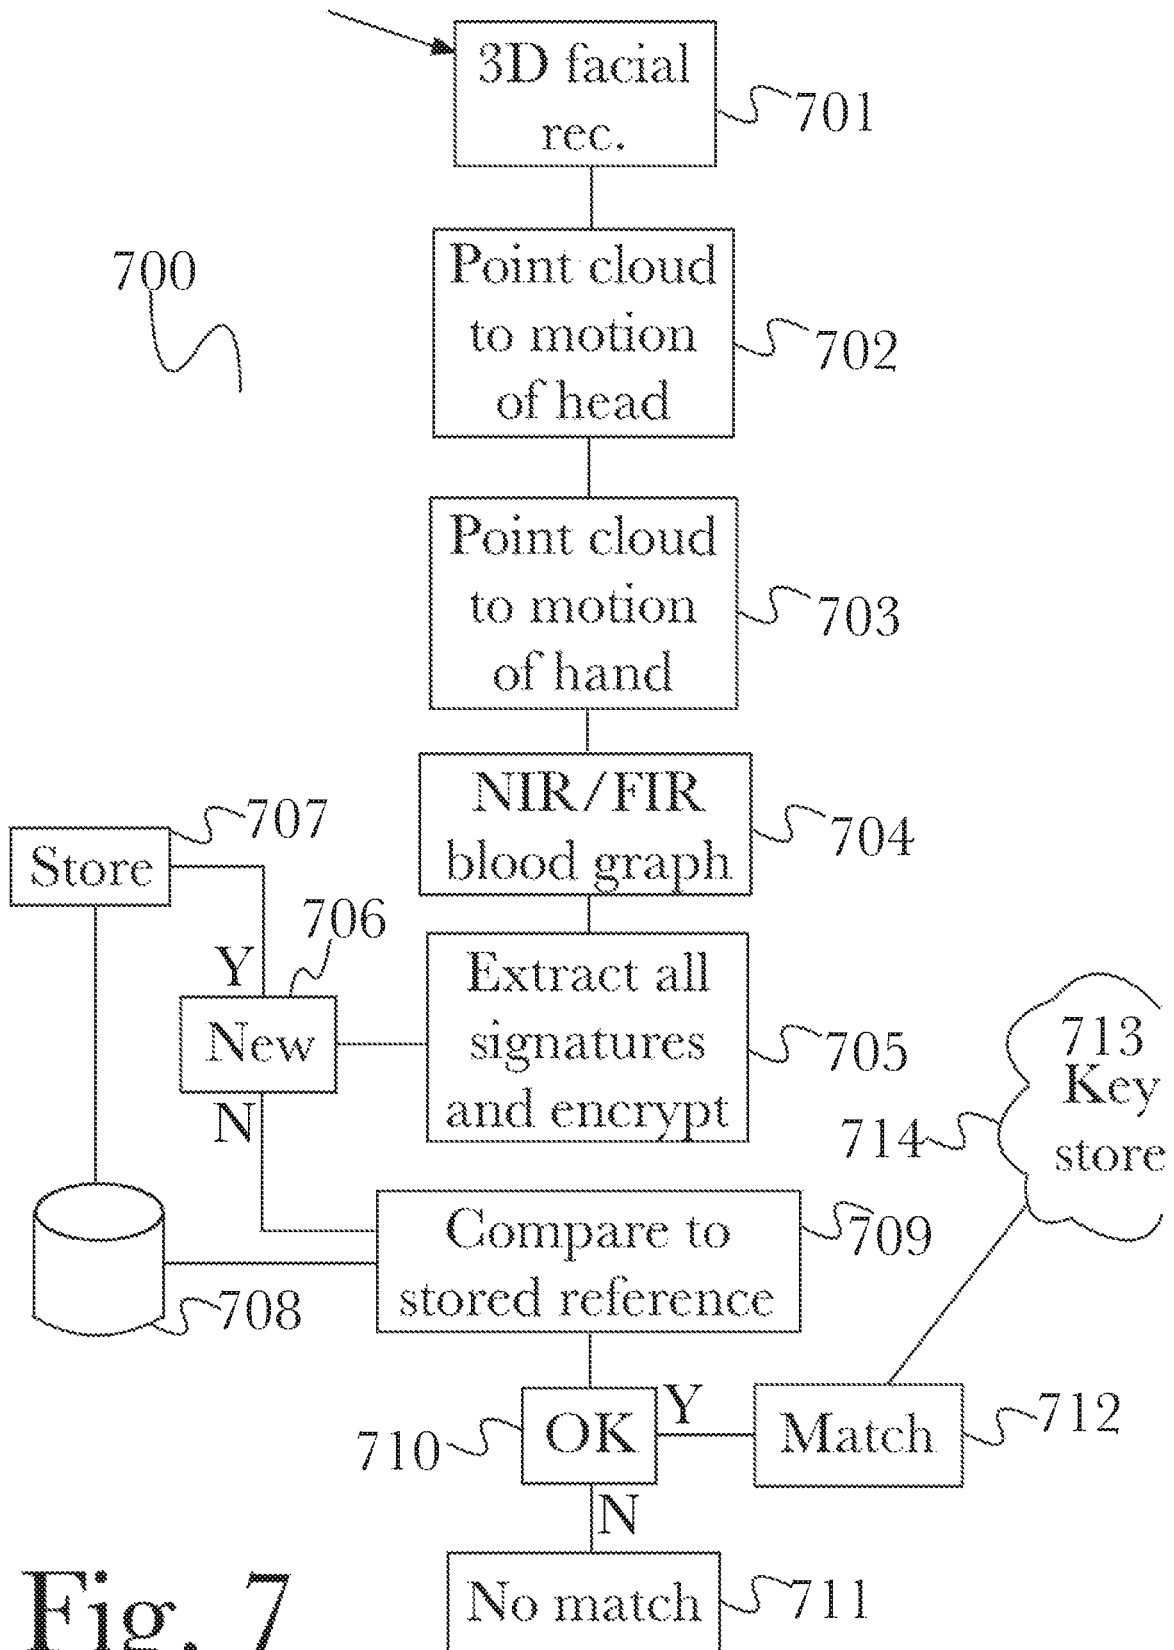 3D facial
rec.
701
700
Point cloud
to motion
of head
702
Point cloud
to motion
of hand
703
NIR/FIR
blood graph
704
707
Store
706
Y
New
N
Extract all
signatures
and encrypt
705
713
Key
store
714
Compare to
stored reference
709
708
OK
710
Y
Match
712
N
No match
711
Fig. 7